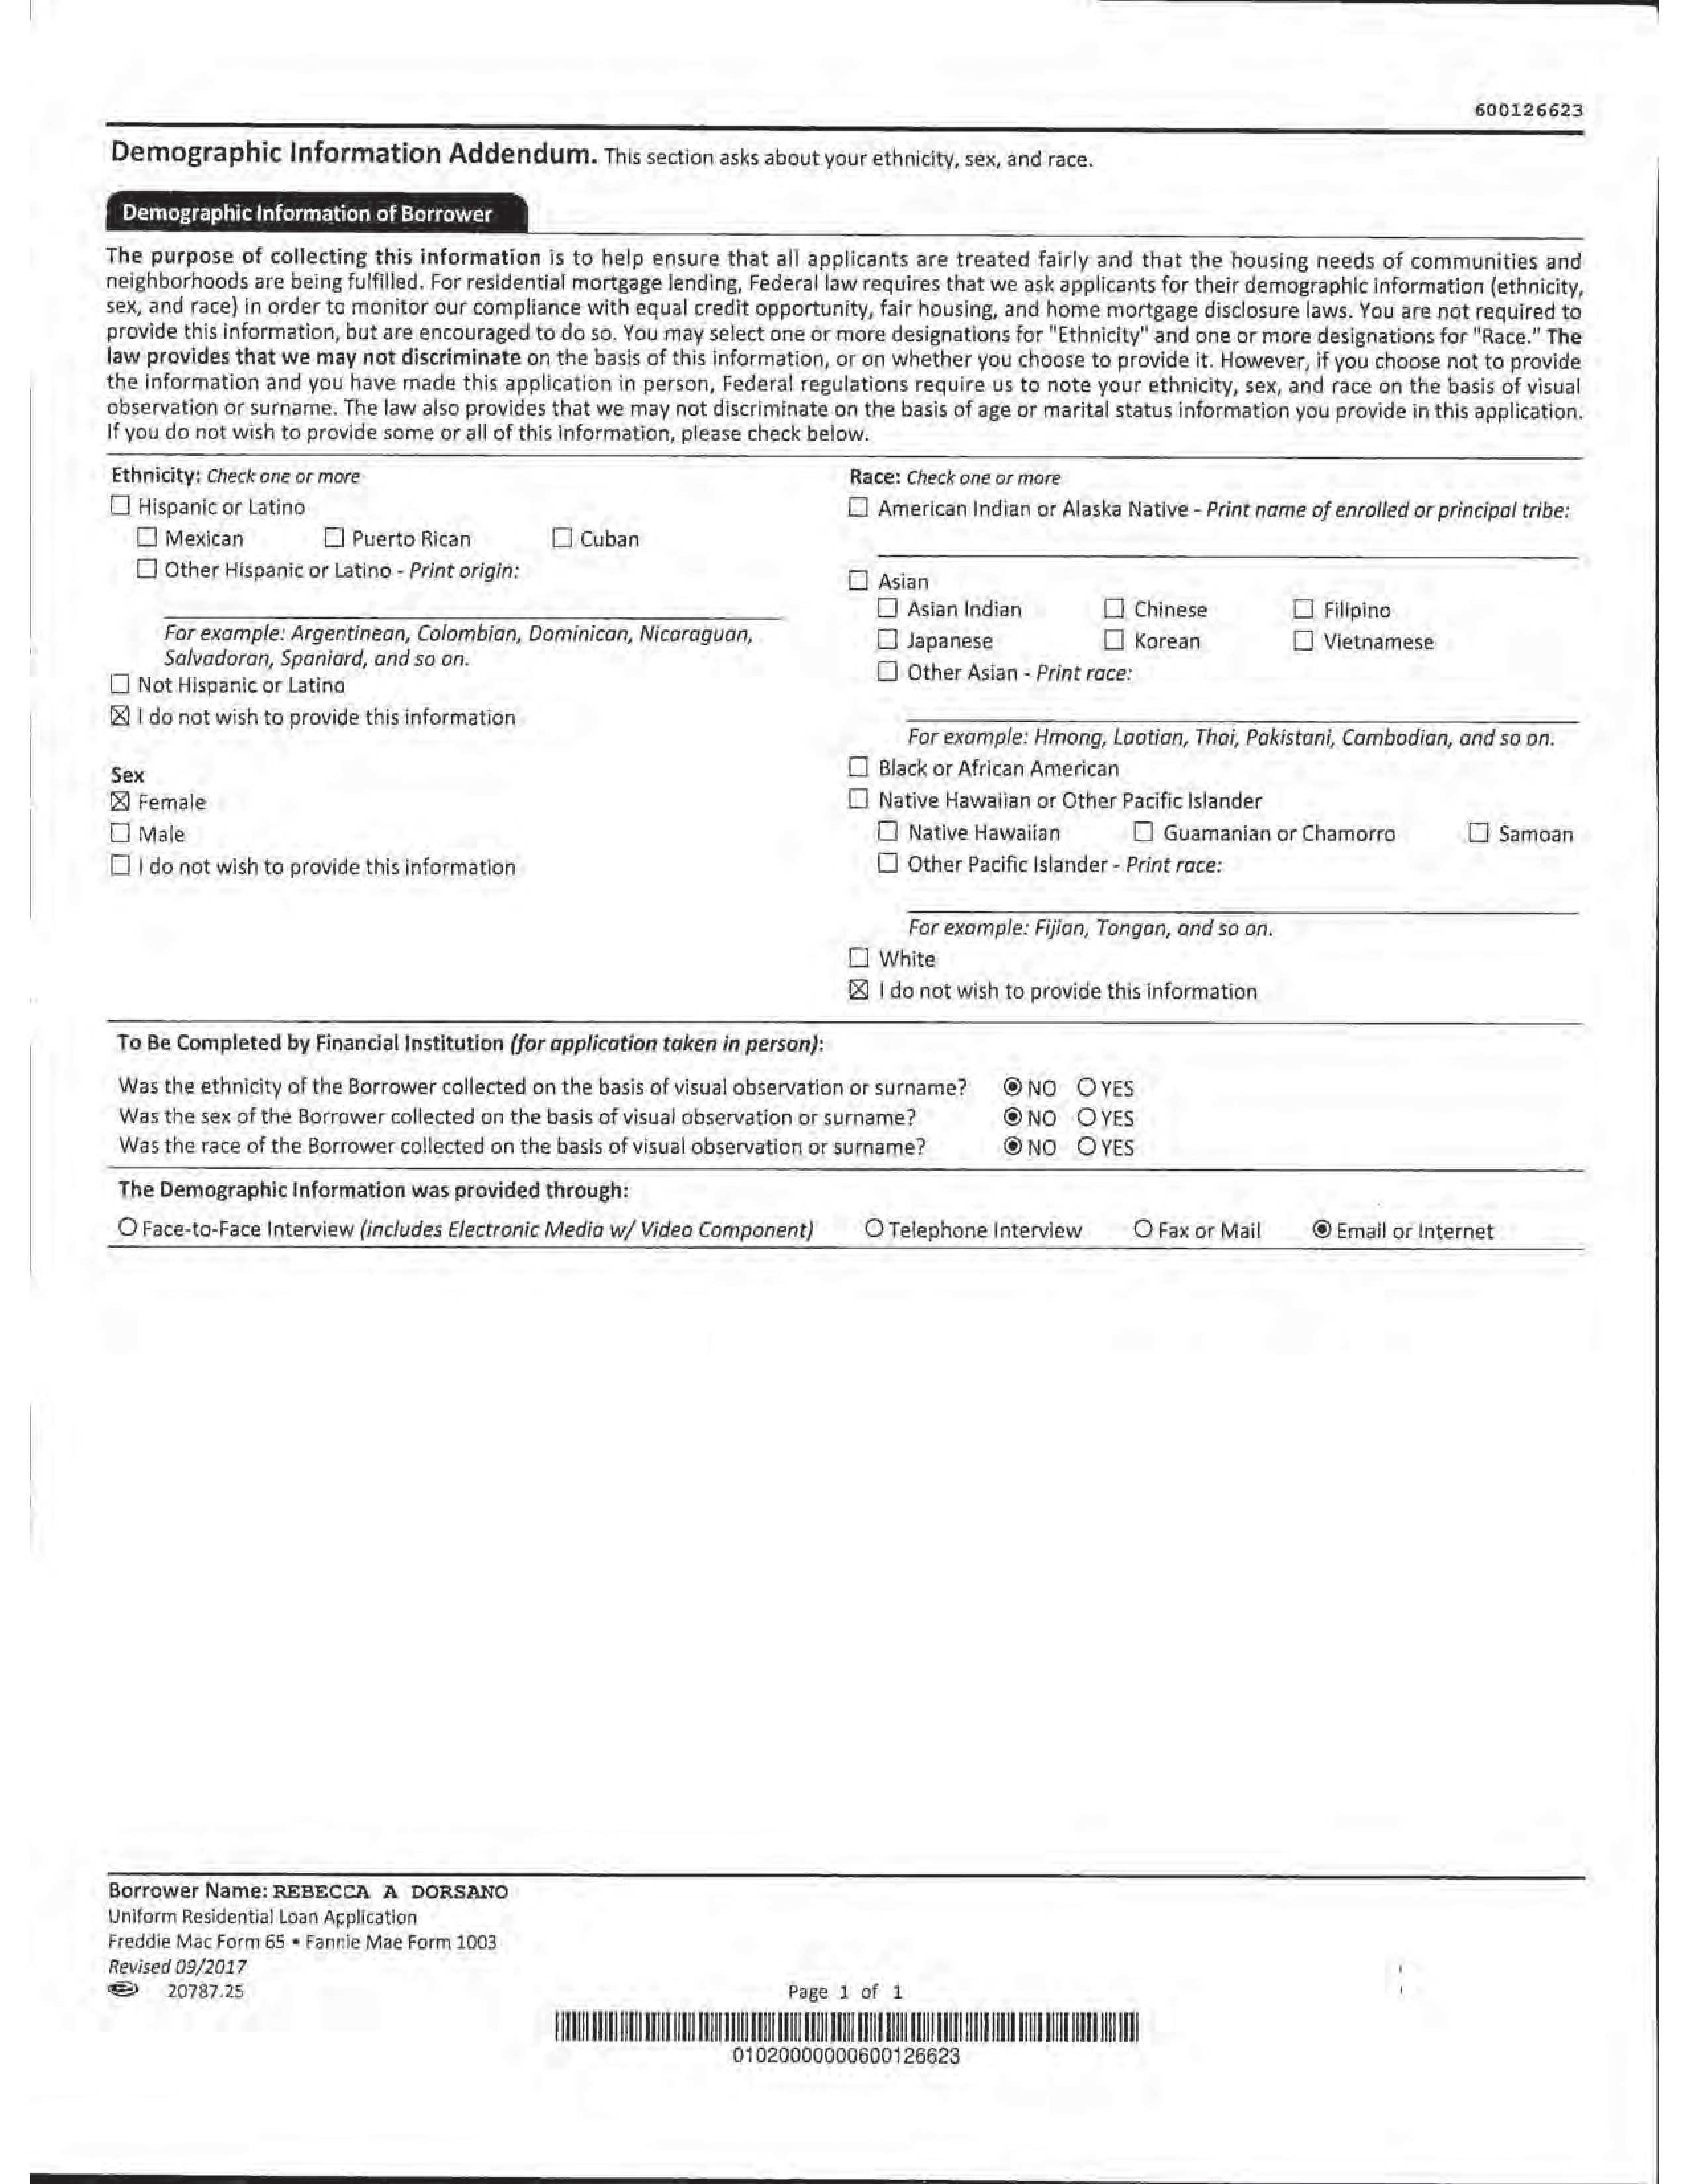 600126623
Demographic Information Addendum. This section asks about your ethnicity, sex, and race.
Demographic Information of Borrower
The purpose of collecting this information is to help ensure that all applicants are treated fairly and that the housing needs of communities and
neighborhoods are being fulfilled. For residential mortgage lending, Federal law requires that we ask applicants for their demographic information (ethnicity,
sex, and race) in order to monitor our compliance with equal credit opportunity, fair housing, and home mortgage disclosure laws. You are not required to
provide this information, but are encouraged to do so. You may select one or more designations for "Ethnicity" and one or more designations for "Race." The
law provides that we may not discriminate on the basis of this information, or on whether you choose to provide it. However, if you choose not to provide
the information and you have made this application in person, Federal regulations require us to note your ethnicity, sex, and race on the basis of visual
observation or surname. The law also provides that we may not discriminate on the basis of age or marital status information you provide in this application.
If you do not wish to provide some or all of this information, please check below.
Ethnicity: Check one or more
☐ Hispanic or Latino
☐ Mexican ☐ Puerto Rican ☐ Cuban
☐ Other Hispanic or Latino - Print origin:
For example: Argentinean, Colombian, Dominican, Nicaraguan,
Salvadoran, Spaniard, and so on.
☐ Not Hispanic or Latino
☒ I do not wish to provide this information
Sex
☒ Female
☐ Male
☐ I do not wish to provide this information
Race: Check one or more
☐ American Indian or Alaska Native - Print name of enrolled or principal tribe:
☐ Asian
☐ Asian Indian ☐ Chinese ☐ Filipino
☐ Japanese ☐ Korean ☐ Vietnamese
☐ Other Asian - Print race:
For example: Hmong, Laotian, Thai, Pakistani, Cambodian, and so on.
☐ Black or African American
☐ Native Hawaiian or Other Pacific Islander
☐ Native Hawaiian ☐ Guamanian or Chamorro ☐ Samoan
☐ Other Pacific Islander - Print race:
For example: Fijian, Tongan, and so on.
☐ White
☒ I do not wish to provide this information
To Be Completed by Financial Institution (for application taken in person):
Was the ethnicity of the Borrower collected on the basis of visual observation or surname? ◉ NO ○ YES
Was the sex of the Borrower collected on the basis of visual observation or surname? ◉ NO ○ YES
Was the race of the Borrower collected on the basis of visual observation or surname? ◉ NO ○ YES
The Demographic Information was provided through:
○ Face-to-Face Interview (includes Electronic Media w/ Video Component) ○ Telephone Interview ○ Fax or Mail ◉ Email or Internet
Borrower Name: REBECCA A DORSANO
Uniform Residential Loan Application
Freddie Mac Form 65 • Fannie Mae Form 1003
Revised 09/2017
20787.25
Page 1 of 1
01020000000600126623